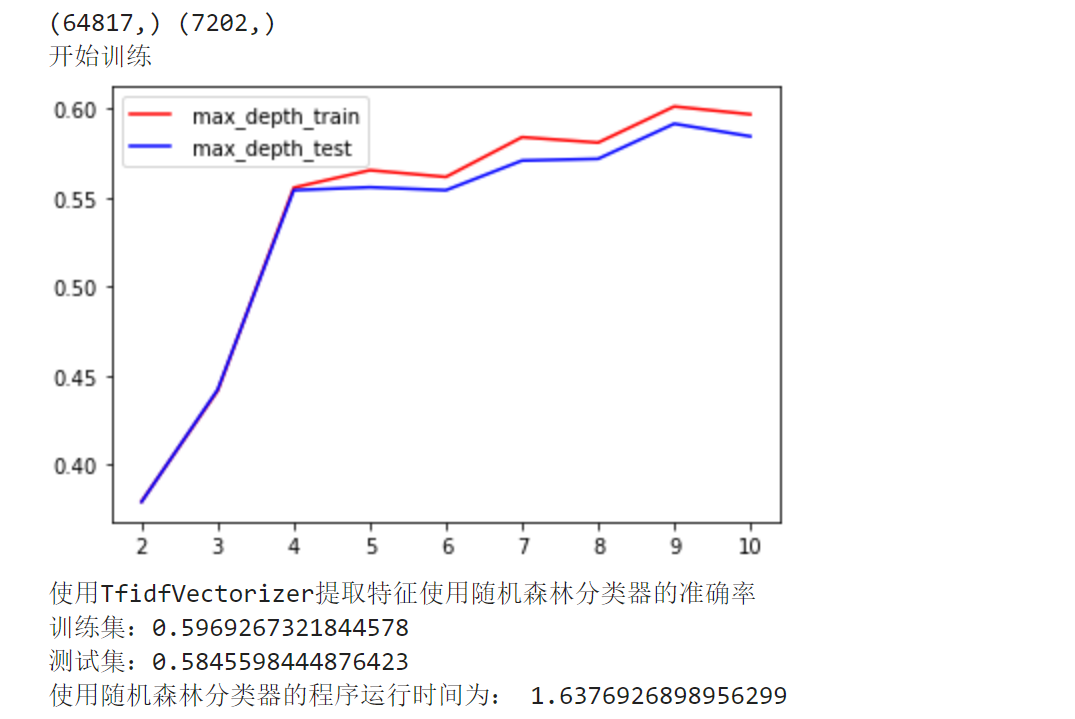 (64817,) (7202,)
开始训练
0.60
max_depth_train
max_depth_test
0.55
0.50
0.45
0.40
2 3 4 5 6 7 8 9 10
使用TfidfVectorizer提取特征使用随机森林分类器的准确率
训练集：0.5969267321844578
测试集：0.5845598444876423
使用随机森林分类器的程序运行时间为： 1.6376926898956299